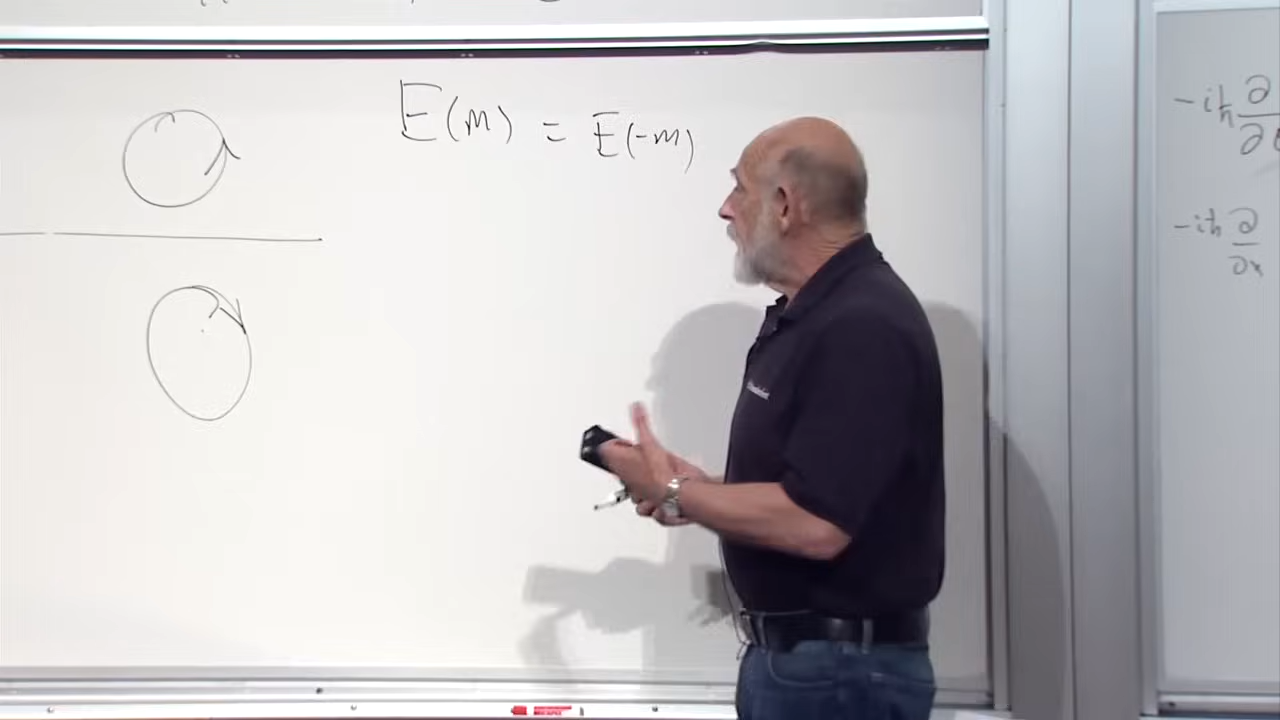 E(m) = E(-m)
-iħ ∂
∂
-iħ ∂
∂x